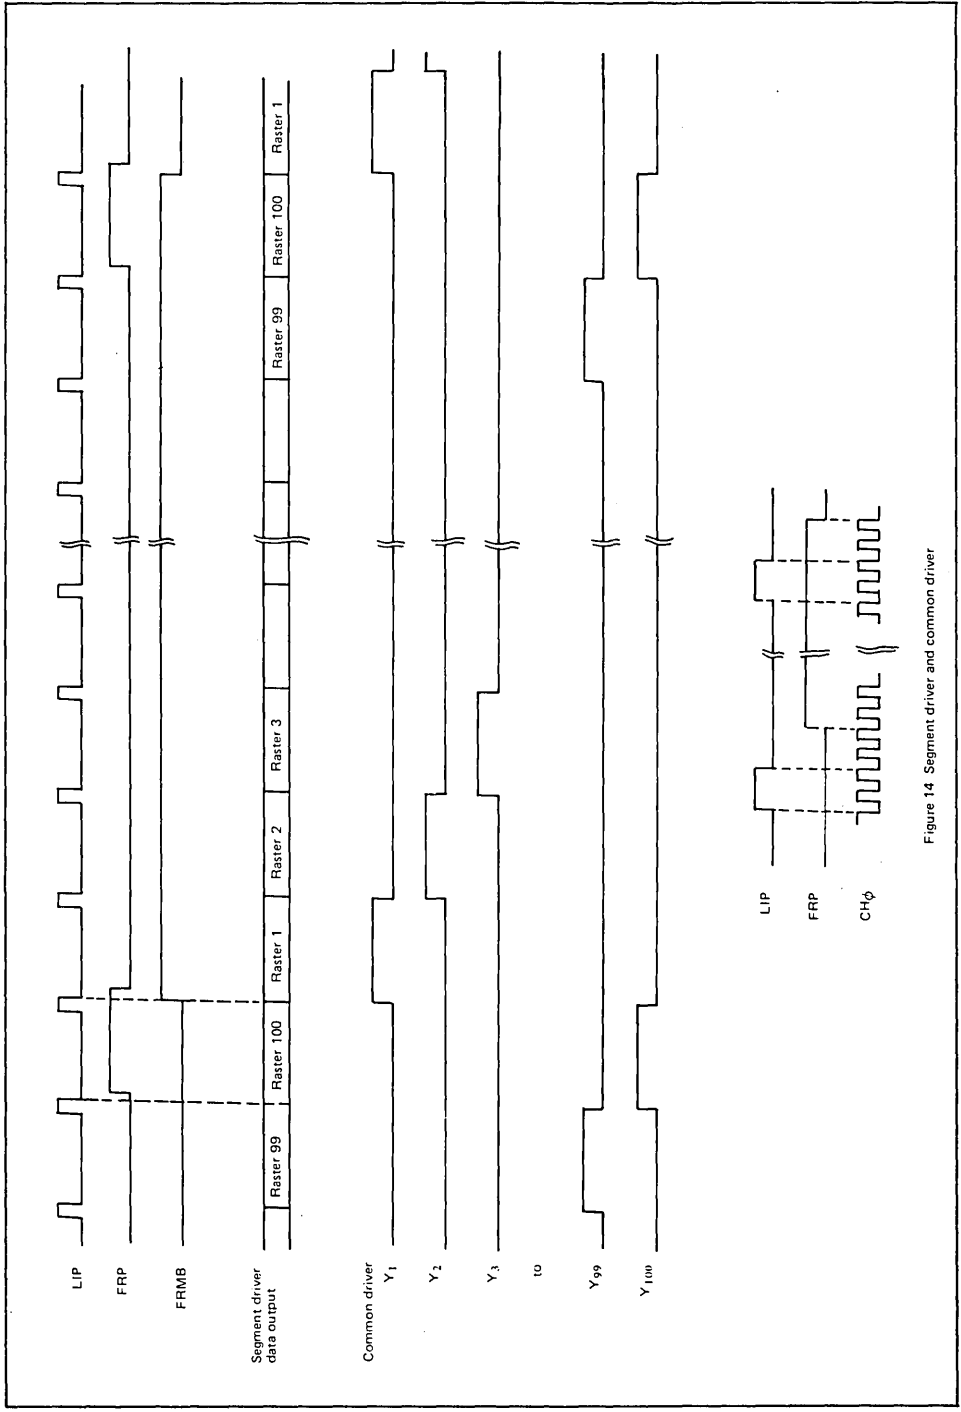 LIP
FRP
FRMB
Segment driver
data output
Raster 99
Raster 100
Raster 1
Raster 2
Raster 3
Raster 99
Raster 100
Raster 1
Common driver
Y1
Y2
Y3
to
Y99
Y100
LIP
FRP
CHϕ
Figure 14 Segment driver and common driver